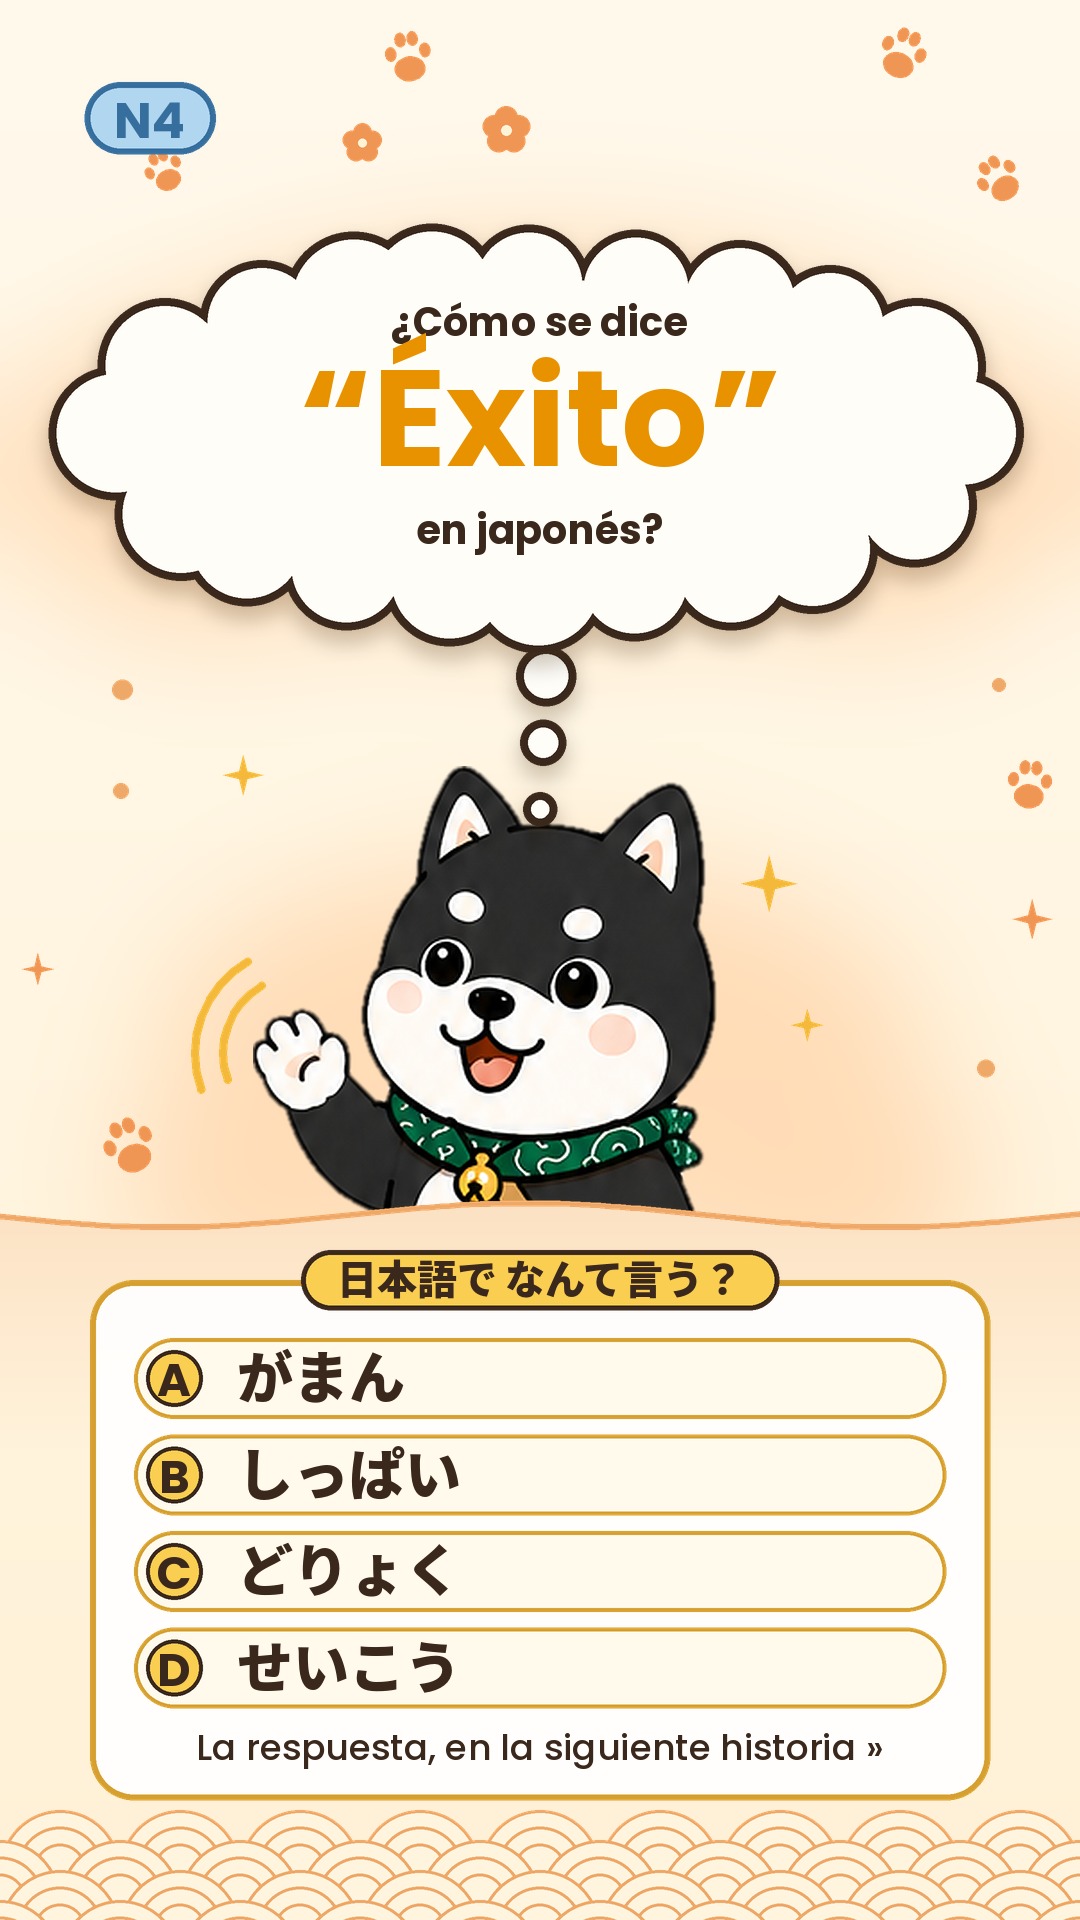 N4
¿Cómo se dice
“Éxito”
en japonés?
日本語で なんて言う？
A がまん
B しっぱい
C どりょく
D せいこう
La respuesta, en la siguiente historia »